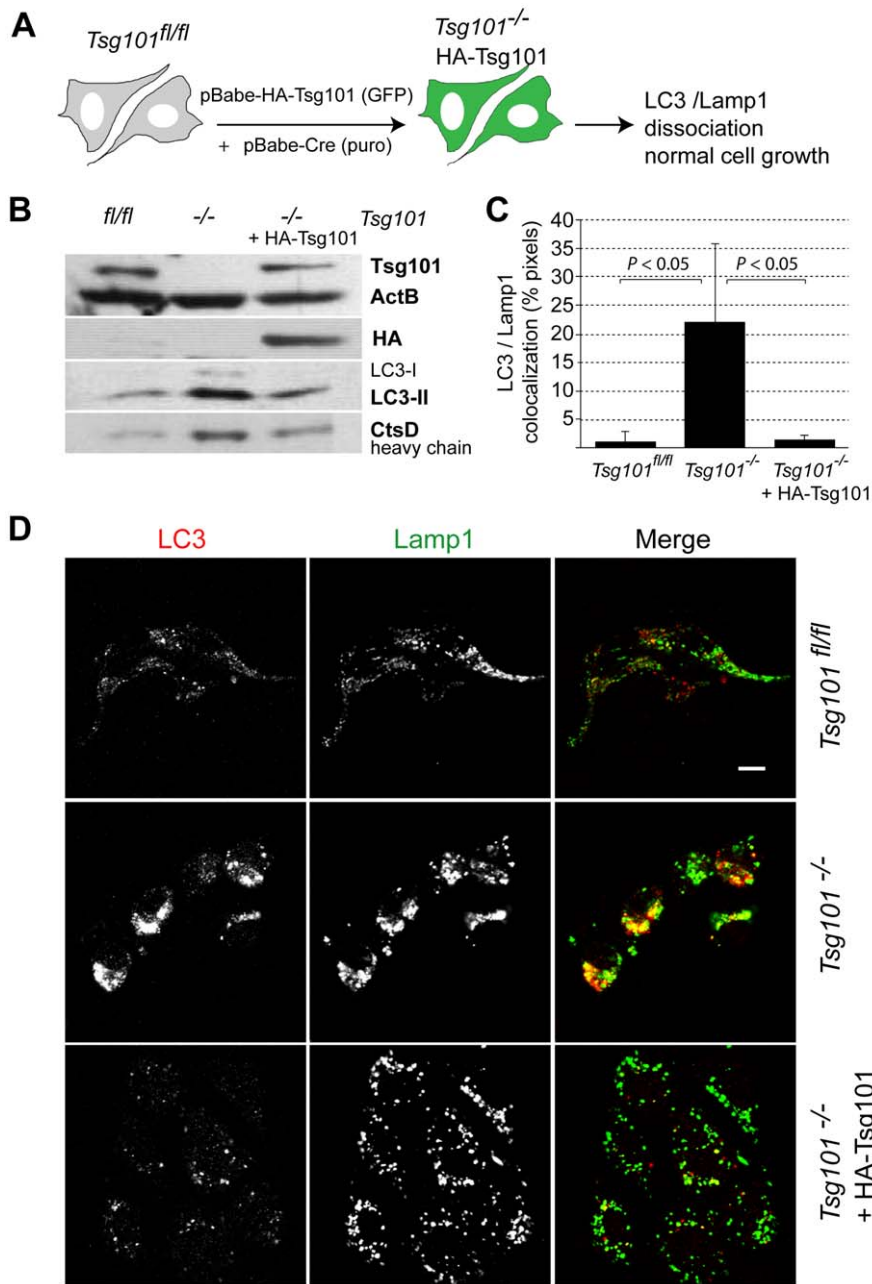 A
Tsg101fl/fl
pBabe-HA-Tsg101 (GFP)
+ pBabe-Cre (puro)
Tsg101-/-
HA-Tsg101
LC3 /Lamp1
dissociation
normal cell growth
B
fl/fl -/- -/- Tsg101
+ HA-Tsg101
Tsg101
ActB
HA
LC3-I
LC3-II
CtsD
heavy chain
C
LC3 / Lamp1
colocalization (% pixels)
40
35
30
25
20
15
10
5
P < 0.05 P < 0.05
Tsg101fl/fl Tsg101-/- Tsg101-/-
+ HA-Tsg101
D
LC3 Lamp1 Merge
Tsg101 fl/fl
Tsg101 -/-
Tsg101 -/-
+ HA-Tsg101